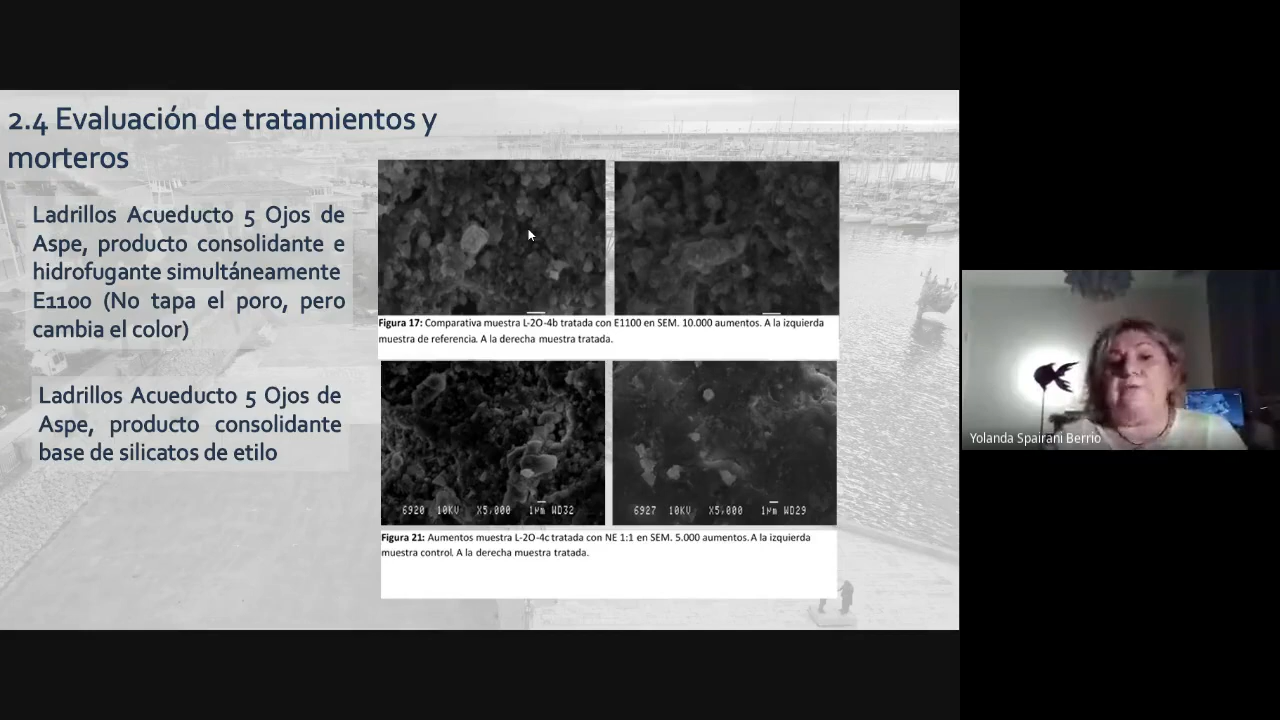 2.4 Evaluación de tratamientos y
morteros
Ladrillos Acueducto 5 Ojos de
Aspe, producto consolidante e
hidrofugante simultáneamente
E1100 (No tapa el poro, pero
cambia el color)
Ladrillos Acueducto 5 Ojos de
Aspe, producto consolidante
base de silicatos de etilo
Figura 17: Comparativa muestra L-2O-4b tratada con E1100 en SEM. 10.000 aumentos. A la izquierda
muestra de referencia. A la derecha muestra tratada.
6920 10KV X5,000 1µm WD32
6927 10KV X5,000 1µm WD29
Figura 21: Aumentos muestra L-2O-4c tratada con NE 1:1 en SEM. 5.000 aumentos. A la izquierda
muestra control. A la derecha muestra tratada.
Yolanda Spairani Berrio